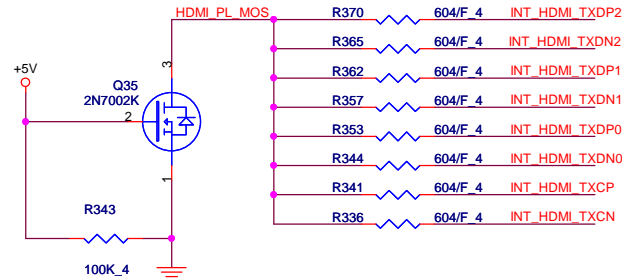 HDMI_PL_MOS
R370 604/F_4 INT_HDMI_TXDP2
R365 604/F_4 INT_HDMI_TXDN2
+5V
3
R362 604/F_4 INT_HDMI_TXDP1
Q35
2N7002K
R357 604/F_4 INT_HDMI_TXDN1
2
R353 604/F_4 INT_HDMI_TXDP0
R344 604/F_4 INT_HDMI_TXDN0
1
R341 604/F_4 INT_HDMI_TXCP
R343
R336 604/F_4 INT_HDMI_TXCN
100K_4